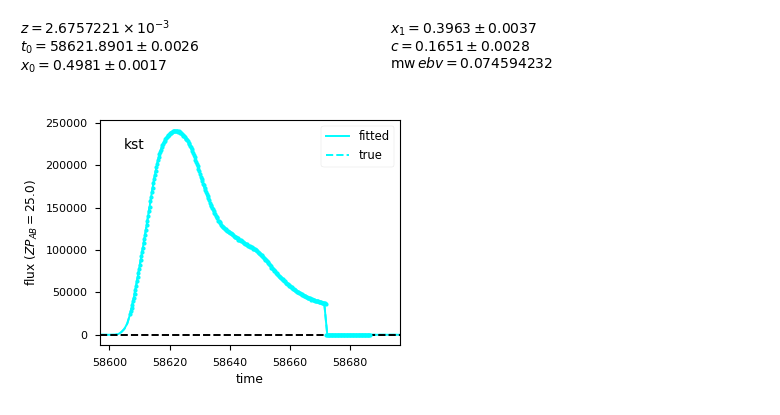 z = 2.6757221 × 10⁻³
t₀ = 58621.8901 ± 0.0026
x₀ = 0.4981 ± 0.0017
x₁ = 0.3963 ± 0.0037
c = 0.1651 ± 0.0028
mw ebv = 0.074594232
kst
fitted
true
flux (ZP_AB = 25.0)
250000
200000
150000
100000
50000
0
58600 58620 58640 58660 58680
time